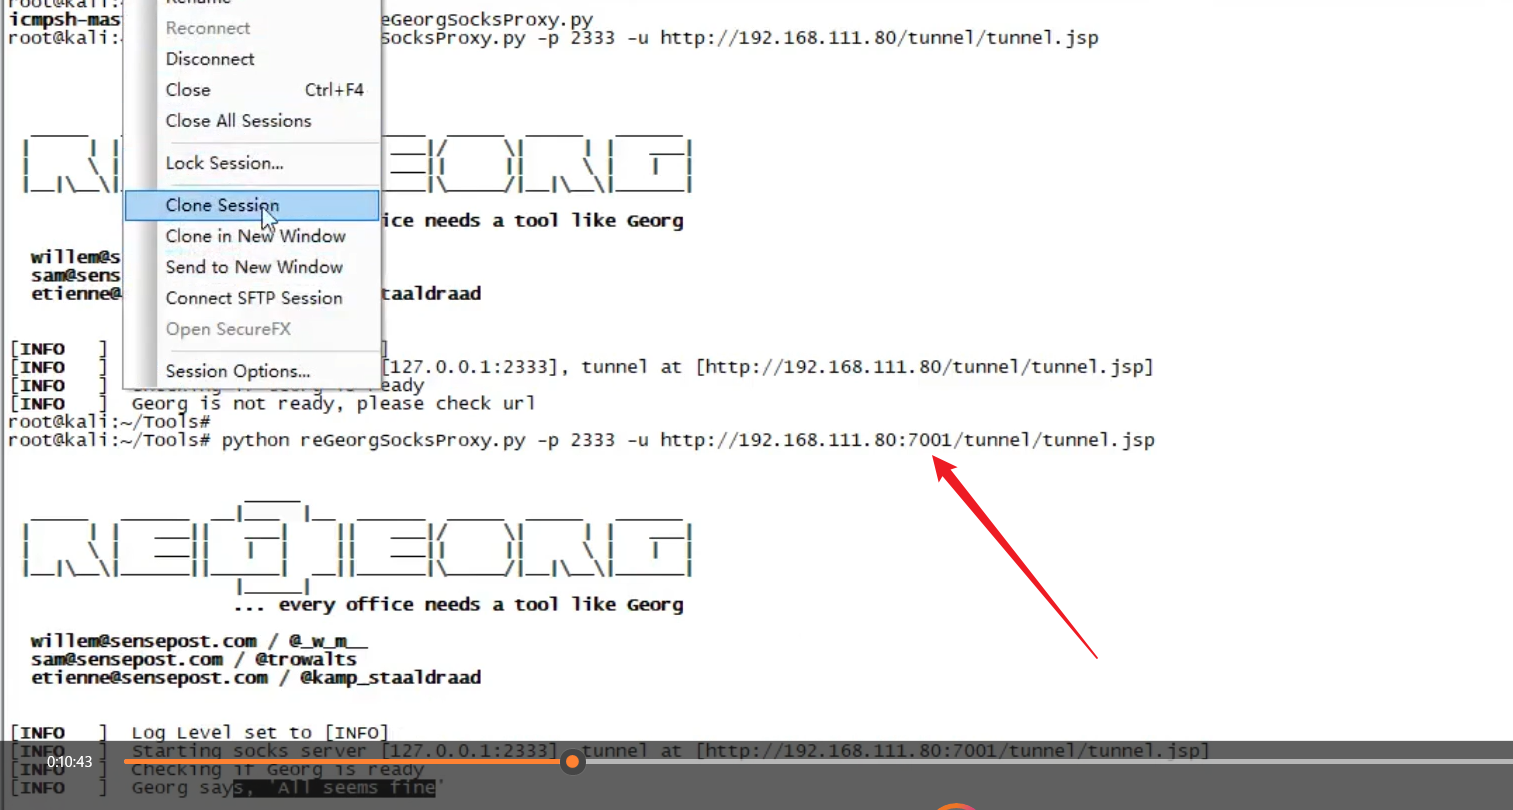 icmpsh-mas
eGeorgSocksProxy.py
root@kali:
SocksProxy.py -p 2333 -u http://192.168.111.80/tunnel/tunnel.jsp
Reconnect
Disconnect
Close Ctrl+F4
Close All Sessions
Lock Session...
Clone Session
Clone in New Window
Send to New Window
Connect SFTP Session
Open SecureFX
Session Options...
ice needs a tool like Georg
willem@s
sam@sens
etienne@
taaldraad
[INFO ] ]
[INFO ] [127.0.0.1:2333], tunnel at [http://192.168.111.80/tunnel/tunnel.jsp]
[INFO ] Checking if Georg is ready
[INFO ] Georg is not ready, please check url
root@kali:~/Tools#
root@kali:~/Tools# python reGeorgSocksProxy.py -p 2333 -u http://192.168.111.80:7001/tunnel/tunnel.jsp
... every office needs a tool like Georg
willem@sensepost.com / @_w_m__
sam@sensepost.com / @trowalts
etienne@sensepost.com / @kamp_staaldraad
[INFO ] Log Level set to [INFO]
[INFO ] Starting socks server [127.0.0.1:2333], tunnel at [http://192.168.111.80:7001/tunnel/tunnel.jsp]
0:10:43
[INFO ] Checking if Georg is ready
[INFO ] Georg says, 'All seems fine'